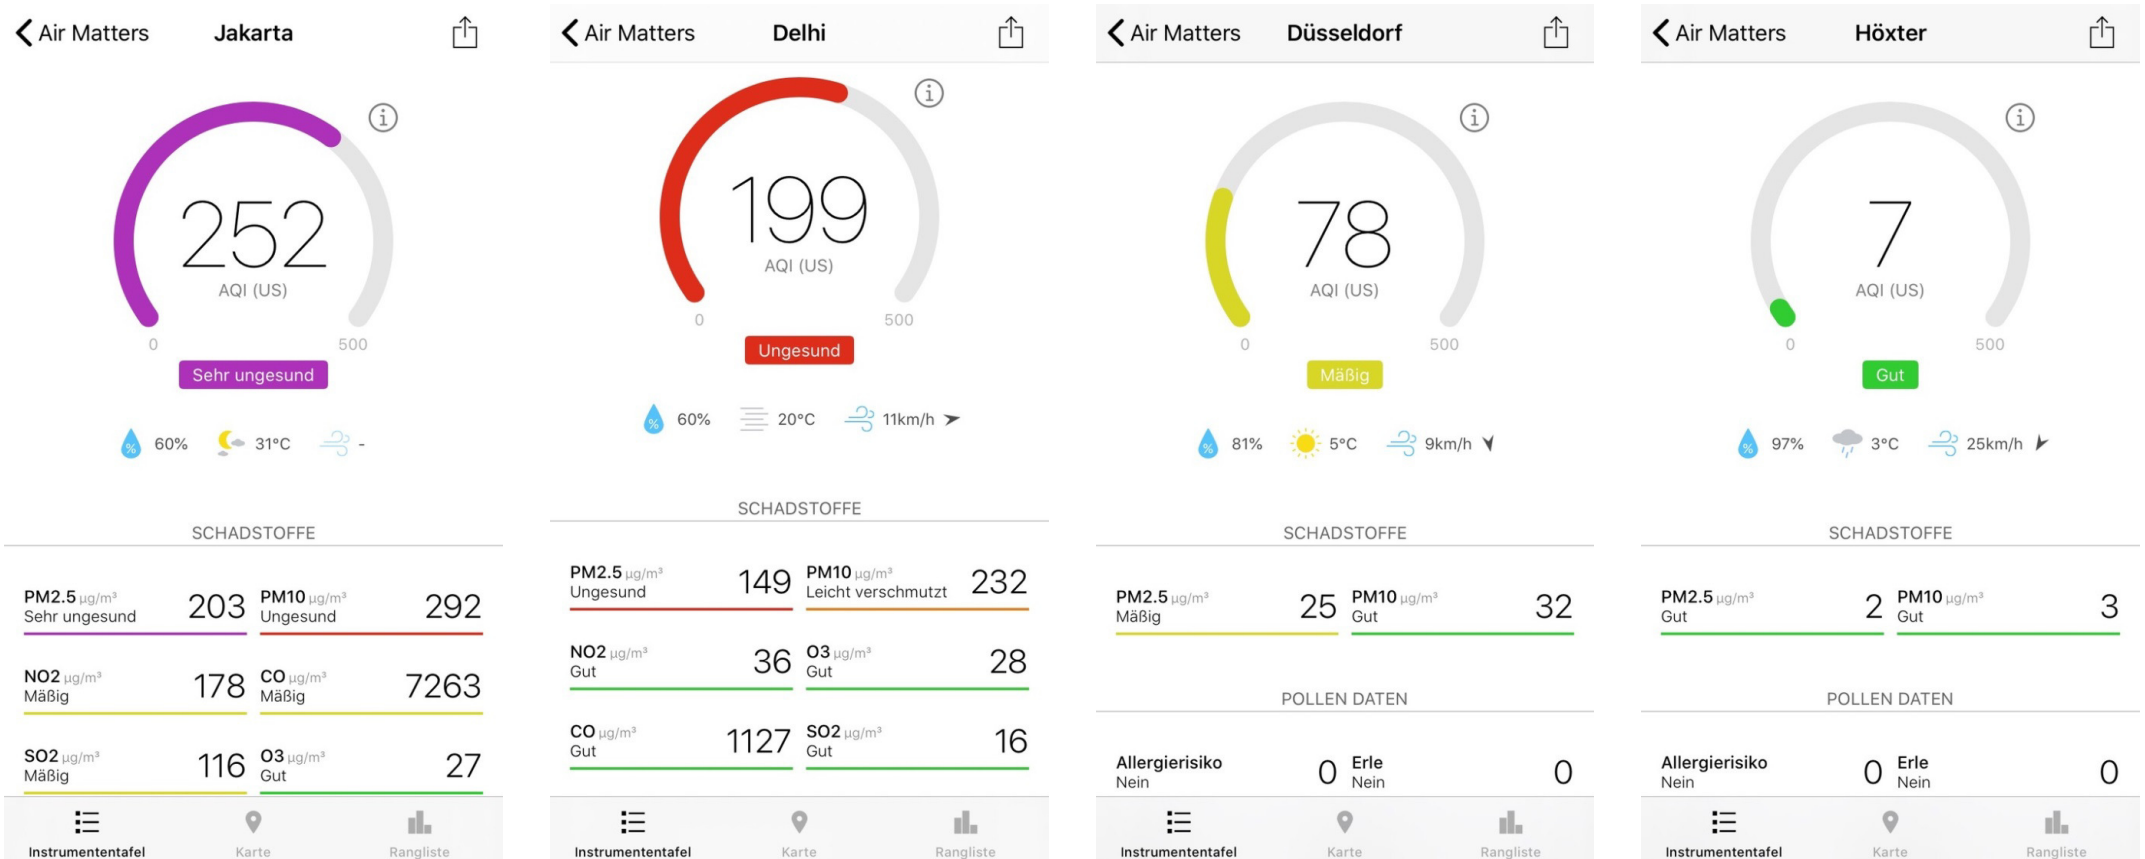 Air Matters
Jakarta
252
AQI (US)
0
500
Sehr ungesund
%
60%
31°C
-
SCHADSTOFFE
PM2.5 µg/m³
Sehr ungesund
203
PM10 µg/m³
Ungesund
292
NO2 µg/m³
Mäßig
178
CO µg/m³
Mäßig
7263
SO2 µg/m³
Mäßig
116
O3 µg/m³
Gut
27
Instrumententafel
Karte
Rangliste
Air Matters
Delhi
199
AQI (US)
0
500
Ungesund
%
60%
20°C
11km/h
SCHADSTOFFE
PM2.5 µg/m³
Ungesund
149
PM10 µg/m³
Leicht verschmutzt
232
NO2 µg/m³
Gut
36
O3 µg/m³
Gut
28
CO µg/m³
Gut
1127
SO2 µg/m³
Gut
16
Instrumententafel
Karte
Rangliste
Air Matters
Düsseldorf
78
AQI (US)
0
500
Mäßig
%
81%
5°C
9km/h
SCHADSTOFFE
PM2.5 µg/m³
Mäßig
25
PM10 µg/m³
Gut
32
POLLEN DATEN
Allergierisiko
Nein
0
Erle
Nein
0
Instrumententafel
Karte
Rangliste
Air Matters
Höxter
7
AQI (US)
0
500
Gut
%
97%
3°C
25km/h
SCHADSTOFFE
PM2.5 µg/m³
Gut
2
PM10 µg/m³
Gut
3
POLLEN DATEN
Allergierisiko
Nein
0
Erle
Nein
0
Instrumententafel
Karte
Rangliste